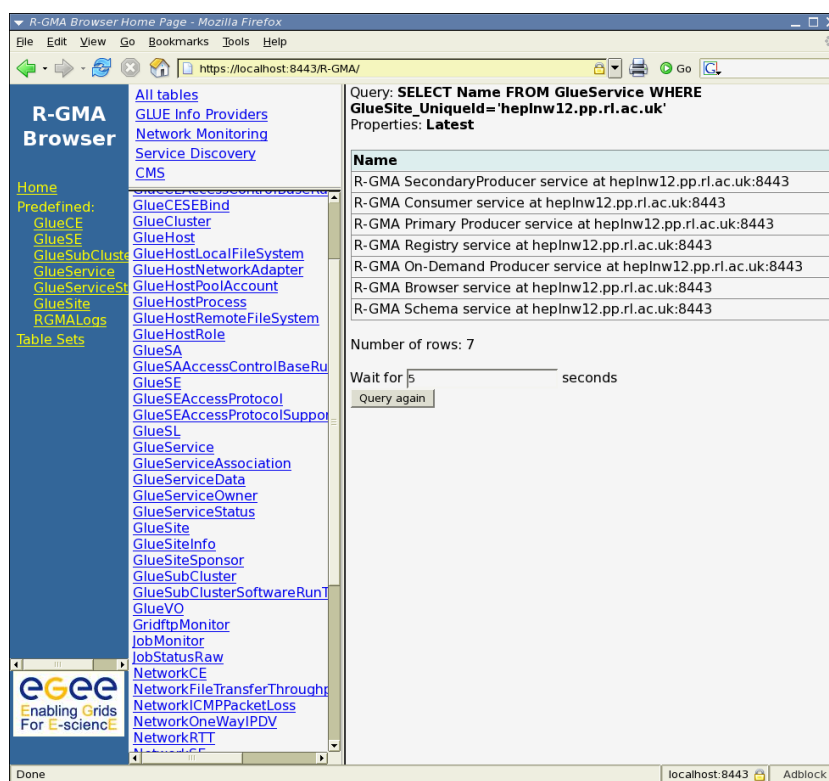 R-GMA Browser Home Page - Mozilla Firefox
File Edit View Go Bookmarks Tools Help
https://localhost:8443/R-GMA/
Go
R-GMA
Browser
Home
Predefined:
GlueCE
GlueSE
GlueSubCluste
GlueService
GlueServiceSt
GlueSite
RGMALogs
Table Sets
eGee
Enabling Grids
For E-sciencE
All tables
GLUE Info Providers
Network Monitoring
Service Discovery
CMS
GlueCEAccessControlBaseRu
GlueCESEBind
GlueCluster
GlueHost
GlueHostLocalFileSystem
GlueHostNetworkAdapter
GlueHostPoolAccount
GlueHostProcess
GlueHostRemoteFileSystem
GlueHostRole
GlueSA
GlueSAAccessControlBaseRu
GlueSE
GlueSEAccessProtocol
GlueSEAccessProtocolSuppor
GlueSL
GlueService
GlueServiceAssociation
GlueServiceData
GlueServiceOwner
GlueServiceStatus
GlueSite
GlueSiteInfo
GlueSiteSponsor
GlueSubCluster
GlueSubClusterSoftwareRunT
GlueVO
GridftpMonitor
JobMonitor
JobStatusRaw
NetworkCE
NetworkFileTransferThroughp
NetworkICMPPacketLoss
NetworkOneWayIPDV
NetworkRTT
Query: SELECT Name FROM GlueService WHERE
GlueSite_UniqueId='heplnw12.pp.rl.ac.uk'
Properties: Latest
Name
R-GMA SecondaryProducer service at heplnw12.pp.rl.ac.uk:8443
R-GMA Consumer service at heplnw12.pp.rl.ac.uk:8443
R-GMA Primary Producer service at heplnw12.pp.rl.ac.uk:8443
R-GMA Registry service at heplnw12.pp.rl.ac.uk:8443
R-GMA On-Demand Producer service at heplnw12.pp.rl.ac.uk:8443
R-GMA Browser service at heplnw12.pp.rl.ac.uk:8443
R-GMA Schema service at heplnw12.pp.rl.ac.uk:8443
Number of rows: 7
Wait for 5 seconds
Query again
Done
localhost:8443 Adblock